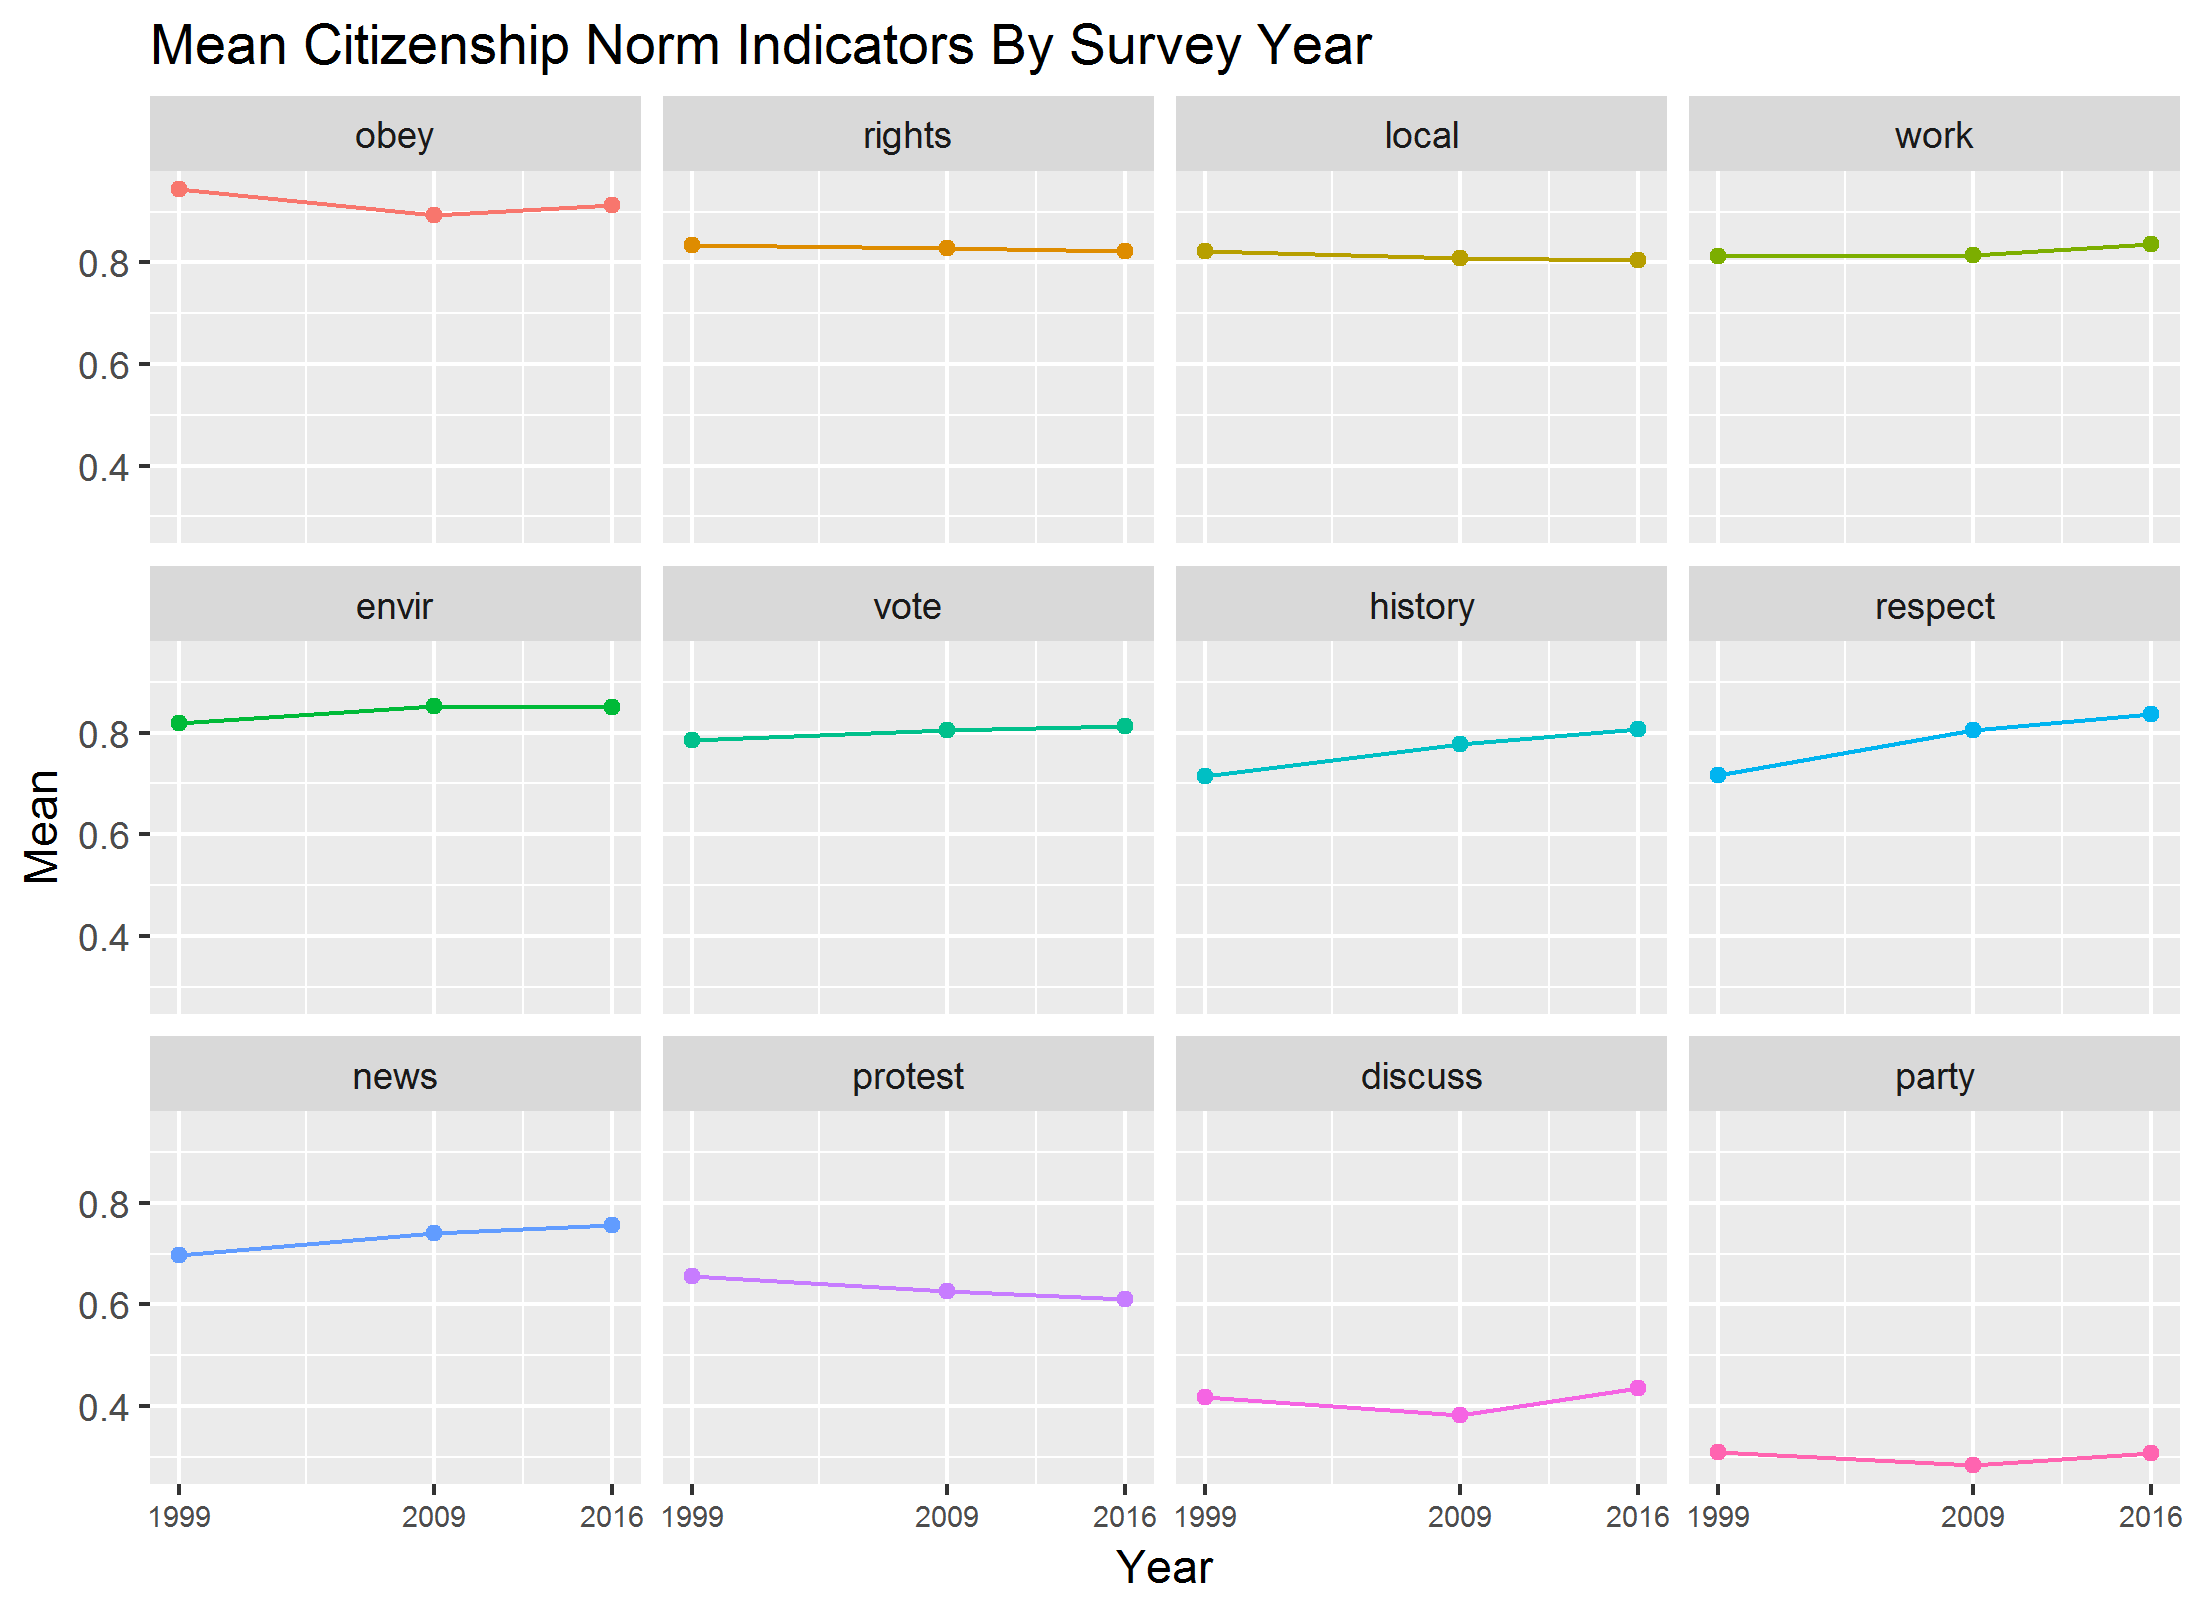 Mean Citizenship Norm Indicators By Survey Year
obey rights local work
0.8
0.6
0.4
envir vote history respect
0.8
0.6
0.4
Mean
news protest discuss party
0.8
0.6
0.4
1999 2009 2016 1999 2009 2016 1999 2009 2016 1999 2009 2016
Year